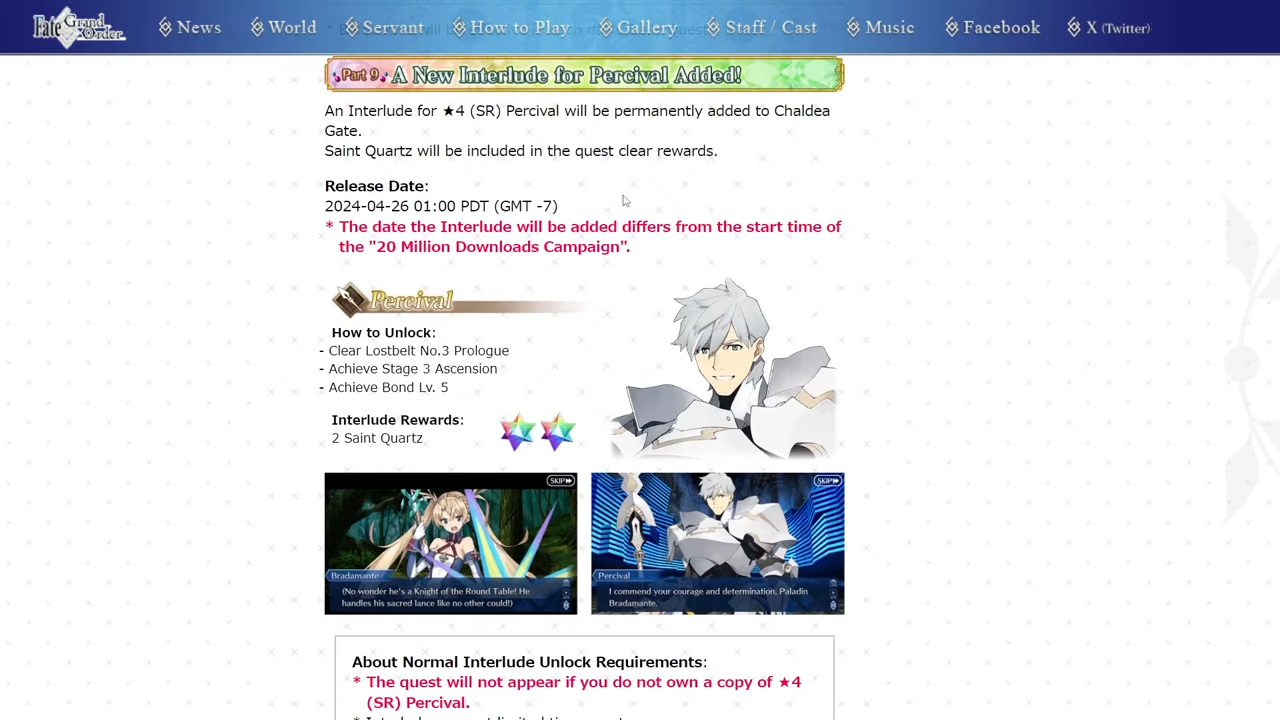 Fate Grand Order
News World Servant How to Play Gallery Staff / Cast Music Facebook X (Twitter)
Part 9 A New Interlude for Percival Added!
An Interlude for ★4 (SR) Percival will be permanently added to Chaldea
Gate.
Saint Quartz will be included in the quest clear rewards.
Release Date:
2024-04-26 01:00 PDT (GMT -7)
* The date the Interlude will be added differs from the start time of
the "20 Million Downloads Campaign".
Percival
How to Unlock:
- Clear Lostbelt No.3 Prologue
- Achieve Stage 3 Ascension
- Achieve Bond Lv. 5
Interlude Rewards:
2 Saint Quartz
SKIP
Bradamante
(No wonder he's a Knight of the Round Table! He
handles his sacred lance like no other could!)
SKIP
Percival
I commend your courage and determination, Paladin
Bradamante.
About Normal Interlude Unlock Requirements:
* The quest will not appear if you do not own a copy of ★4
(SR) Percival.